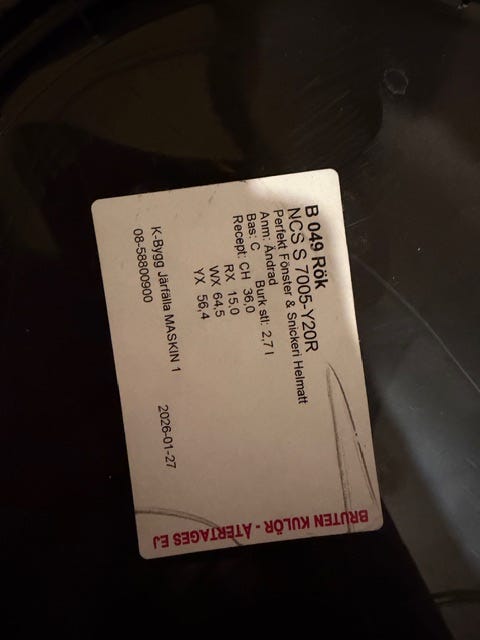 B 049 Rök
NCS S 7005-Y20R
Perfekt Fönster & Snickeri Helmatt
Anm: Ändrad
Bas: C Burk stl: 2,7 l
Recept: CH 36,0
RX 15,0
WX 64,5
YX 56,4
K-Bygg Järfälla MASKIN 1 2026-01-27
08-58800900
BRUTEN KULÖR - ÅTERTAGES EJ